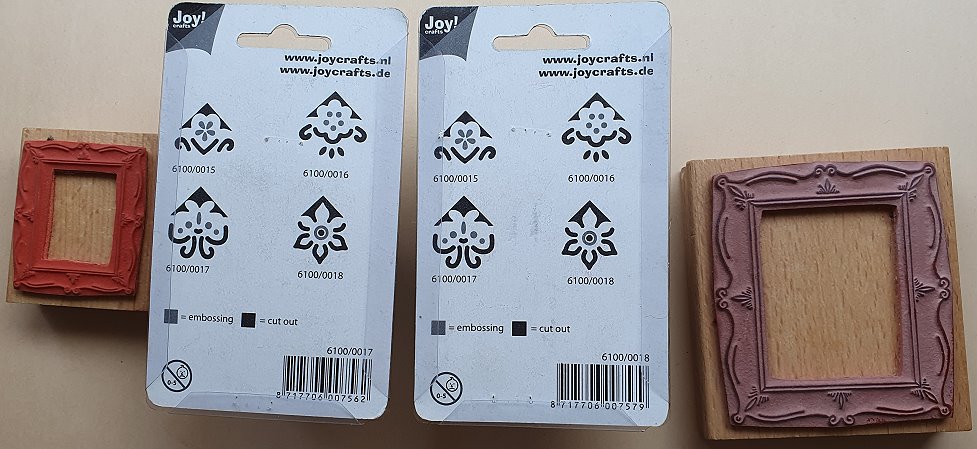 Joy!
crafts
www.joycrafts.nl
www.joycrafts.de
6100/0015
6100/0016
6100/0017
6100/0018
= embossing
= cut out
6100/0017
0-3
8 717706 007562
Joy!
crafts
www.joycrafts.nl
www.joycrafts.de
6100/0015
6100/0016
6100/0017
6100/0018
= embossing
= cut out
6100/0018
0-3
8 717706 007579